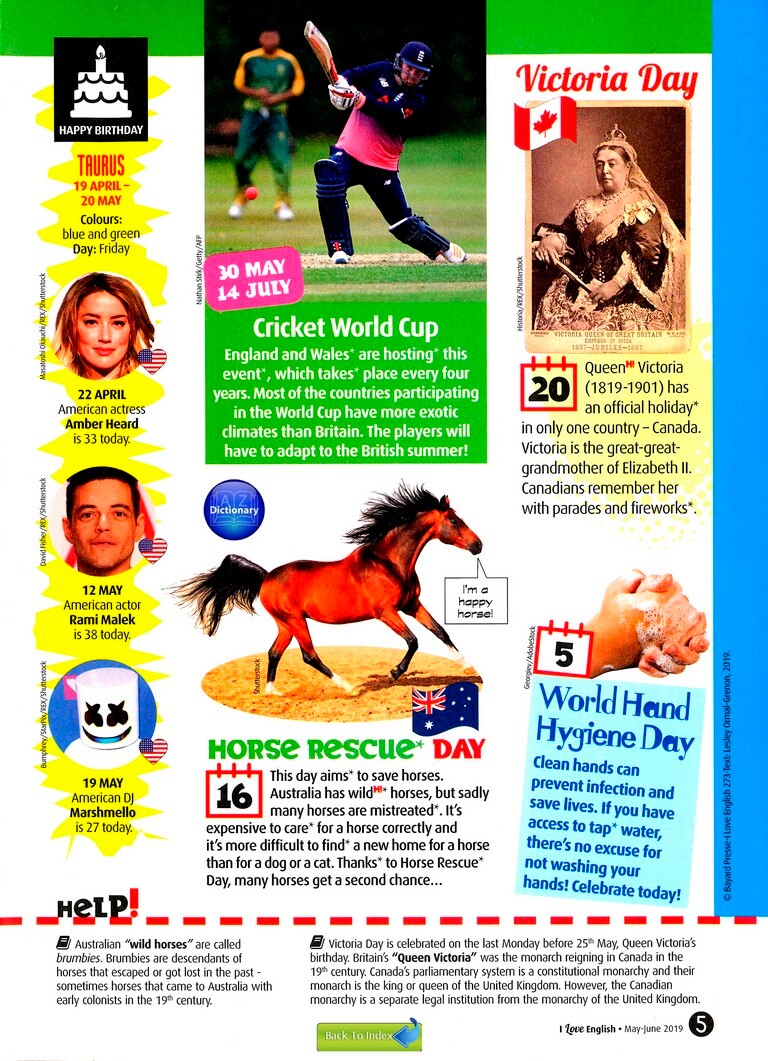 HAPPY BIRTHDAY
TAURUS
19 APRIL –
20 MAY
Colours:
blue and green
Day: Friday
Masatoshi Okauchi/REX/Shutterstock
22 APRIL
American actress
Amber Heard
is 33 today.
David Fisher/REX/Shutterstock
12 MAY
American actor
Rami Malek
is 38 today.
Bumphrey/StarPix/REX/Shutterstock
19 MAY
American DJ
Marshmello
is 27 today.
Nathan Stirk/Getty/AFP
30 MAY
14 JULY
Cricket World Cup
England and Wales* are hosting* this
event*, which takes* place every four
years. Most of the countries participating
in the World Cup have more exotic
climates than Britain. The players will
have to adapt to the British summer!
Victoria Day
Historia/REX/Shutterstock
VICTORIA QUEEN OF GREAT BRITAIN
EMPRESS OF INDIA
1837–JUBILEE–1887.
20
Queen H! Victoria
(1819-1901) has
an official holiday*
in only one country – Canada.
Victoria is the great-great-
grandmother of Elizabeth II.
Canadians remember her
with parades and fireworks*.
A Z
Dictionary
I'm a
happy
horse!
Shutterstock
HORSE RESCUE* DAY
16
This day aims* to save horses.
Australia has wild H!* horses, but sadly
many horses are mistreated*. It's
expensive to care* for a horse correctly and
it's more difficult to find* a new home for a horse
than for a dog or a cat. Thanks* to Horse Rescue*
Day, many horses get a second chance...
Georgiev/AdobeStock
5
World Hand
Hygiene Day
Clean hands can
prevent infection and
save lives. If you have
access to tap* water,
there's no excuse for
not washing your
hands! Celebrate today!
© Bayard Presse-I Love English 273-Text: Lesley Ormal-Grenon, 2019.
HELP!
Australian "wild horses" are called
brumbies. Brumbies are descendants of
horses that escaped or got lost in the past -
sometimes horses that came to Australia with
early colonists in the 19th century.
Victoria Day is celebrated on the last Monday before 25th May, Queen Victoria's
birthday. Britain's "Queen Victoria" was the monarch reigning in Canada in the
19th century. Canada's parliamentary system is a constitutional monarchy and their
monarch is the king or queen of the United Kingdom. However, the Canadian
monarchy is a separate legal institution from the monarchy of the United Kingdom.
Back To Index
I Love English • May-June 2019 5